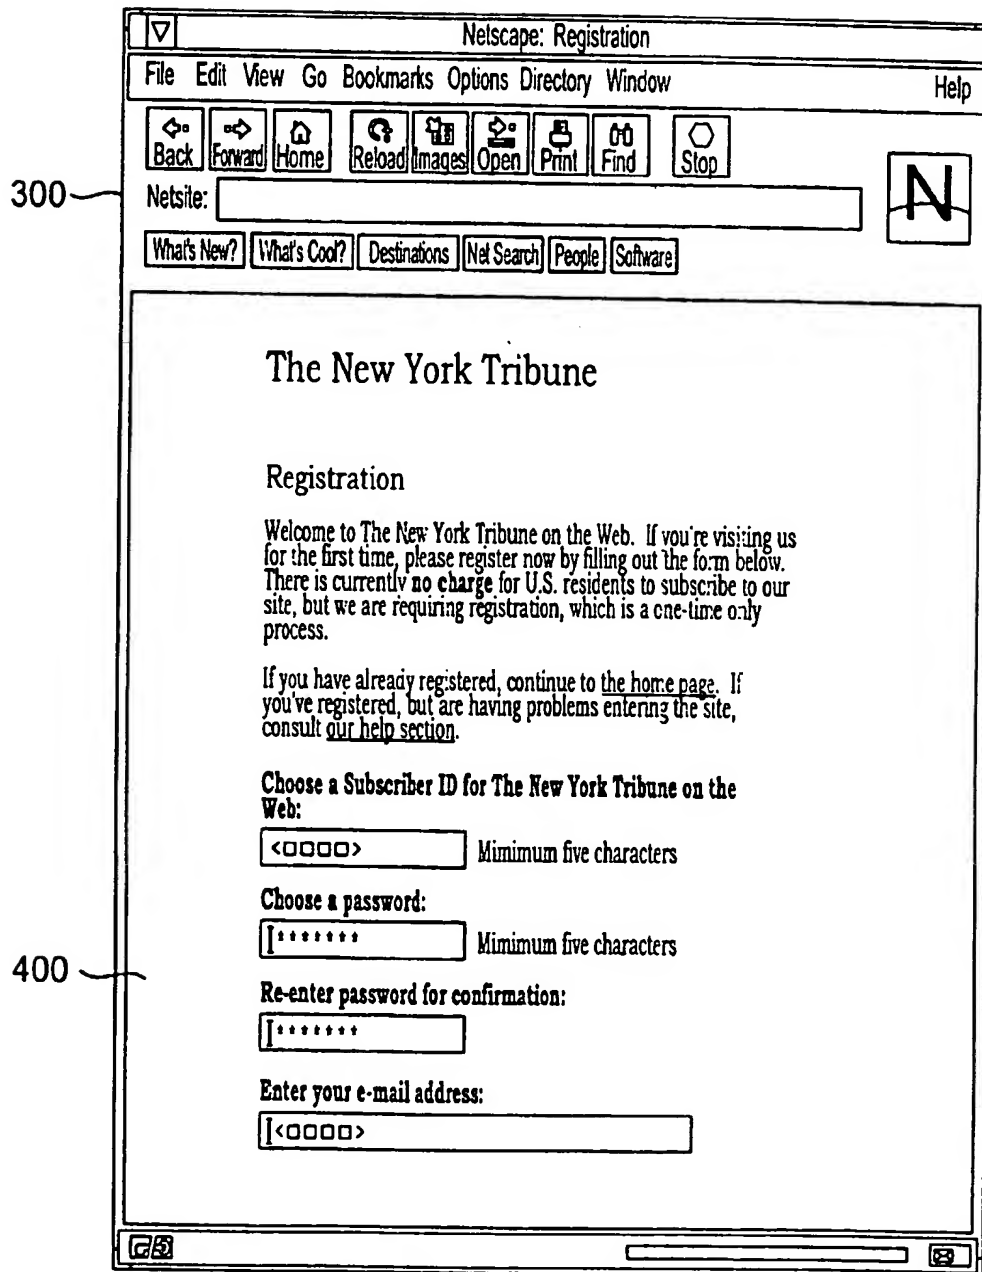 Netscape: Registration
File Edit View Go Bookmarks Options Directory Window Help
Back Forward Home Reload Images Open Print Find Stop
N
300
Netsite:
What's New? What's Cool? Destinations Net Search People Software
The New York Tribune
Registration
Welcome to The New York Tribune on the Web. If you're visiting us
for the first time, please register now by filling out the form below.
There is currently no charge for U.S. residents to subscribe to our
site, but we are requiring registration, which is a one-time only
process.
If you have already registered, continue to the home page. If
you've registered, but are having problems entering the site,
consult our help section.
Choose a Subscriber ID for The New York Tribune on the
Web:
<□□□□> Mimimum five characters
Choose a password:
******* Mimimum five characters
400
Re-enter password for confirmation:
*******
Enter your e-mail address:
<□□□□>